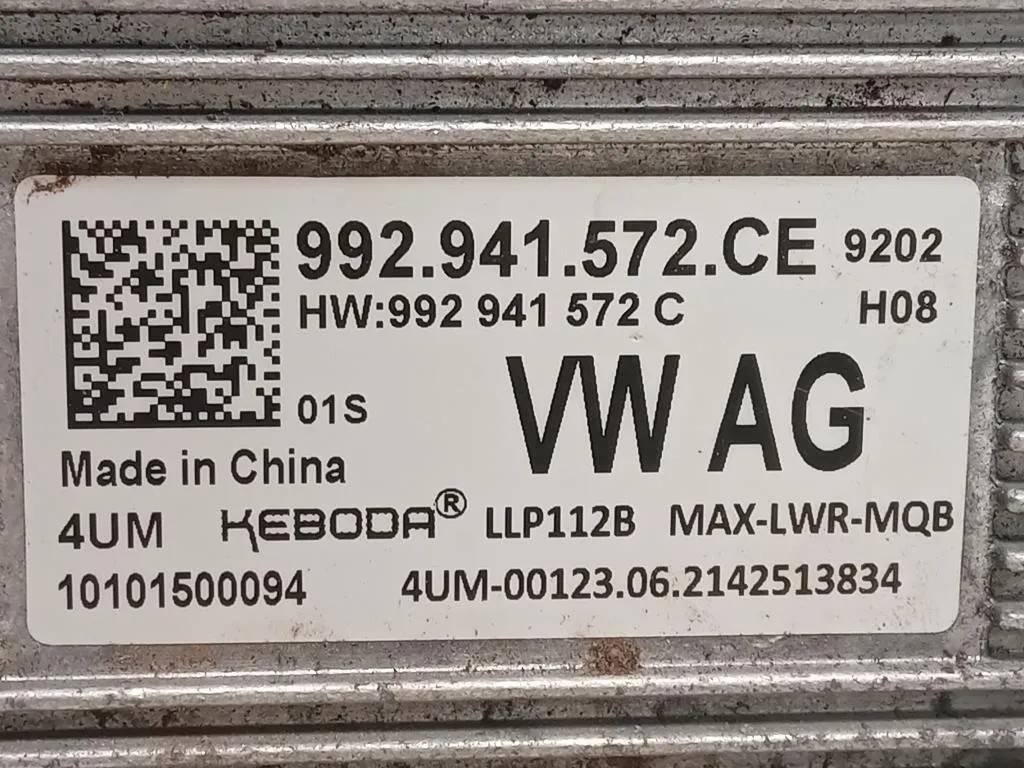 992.941.572.CE 9202
HW:992 941 572 C H08
01S
VW AG
Made in China
4UM KEBODA® LLP112B MAX-LWR-MQB
10101500094 4UM-00123.06.2142513834